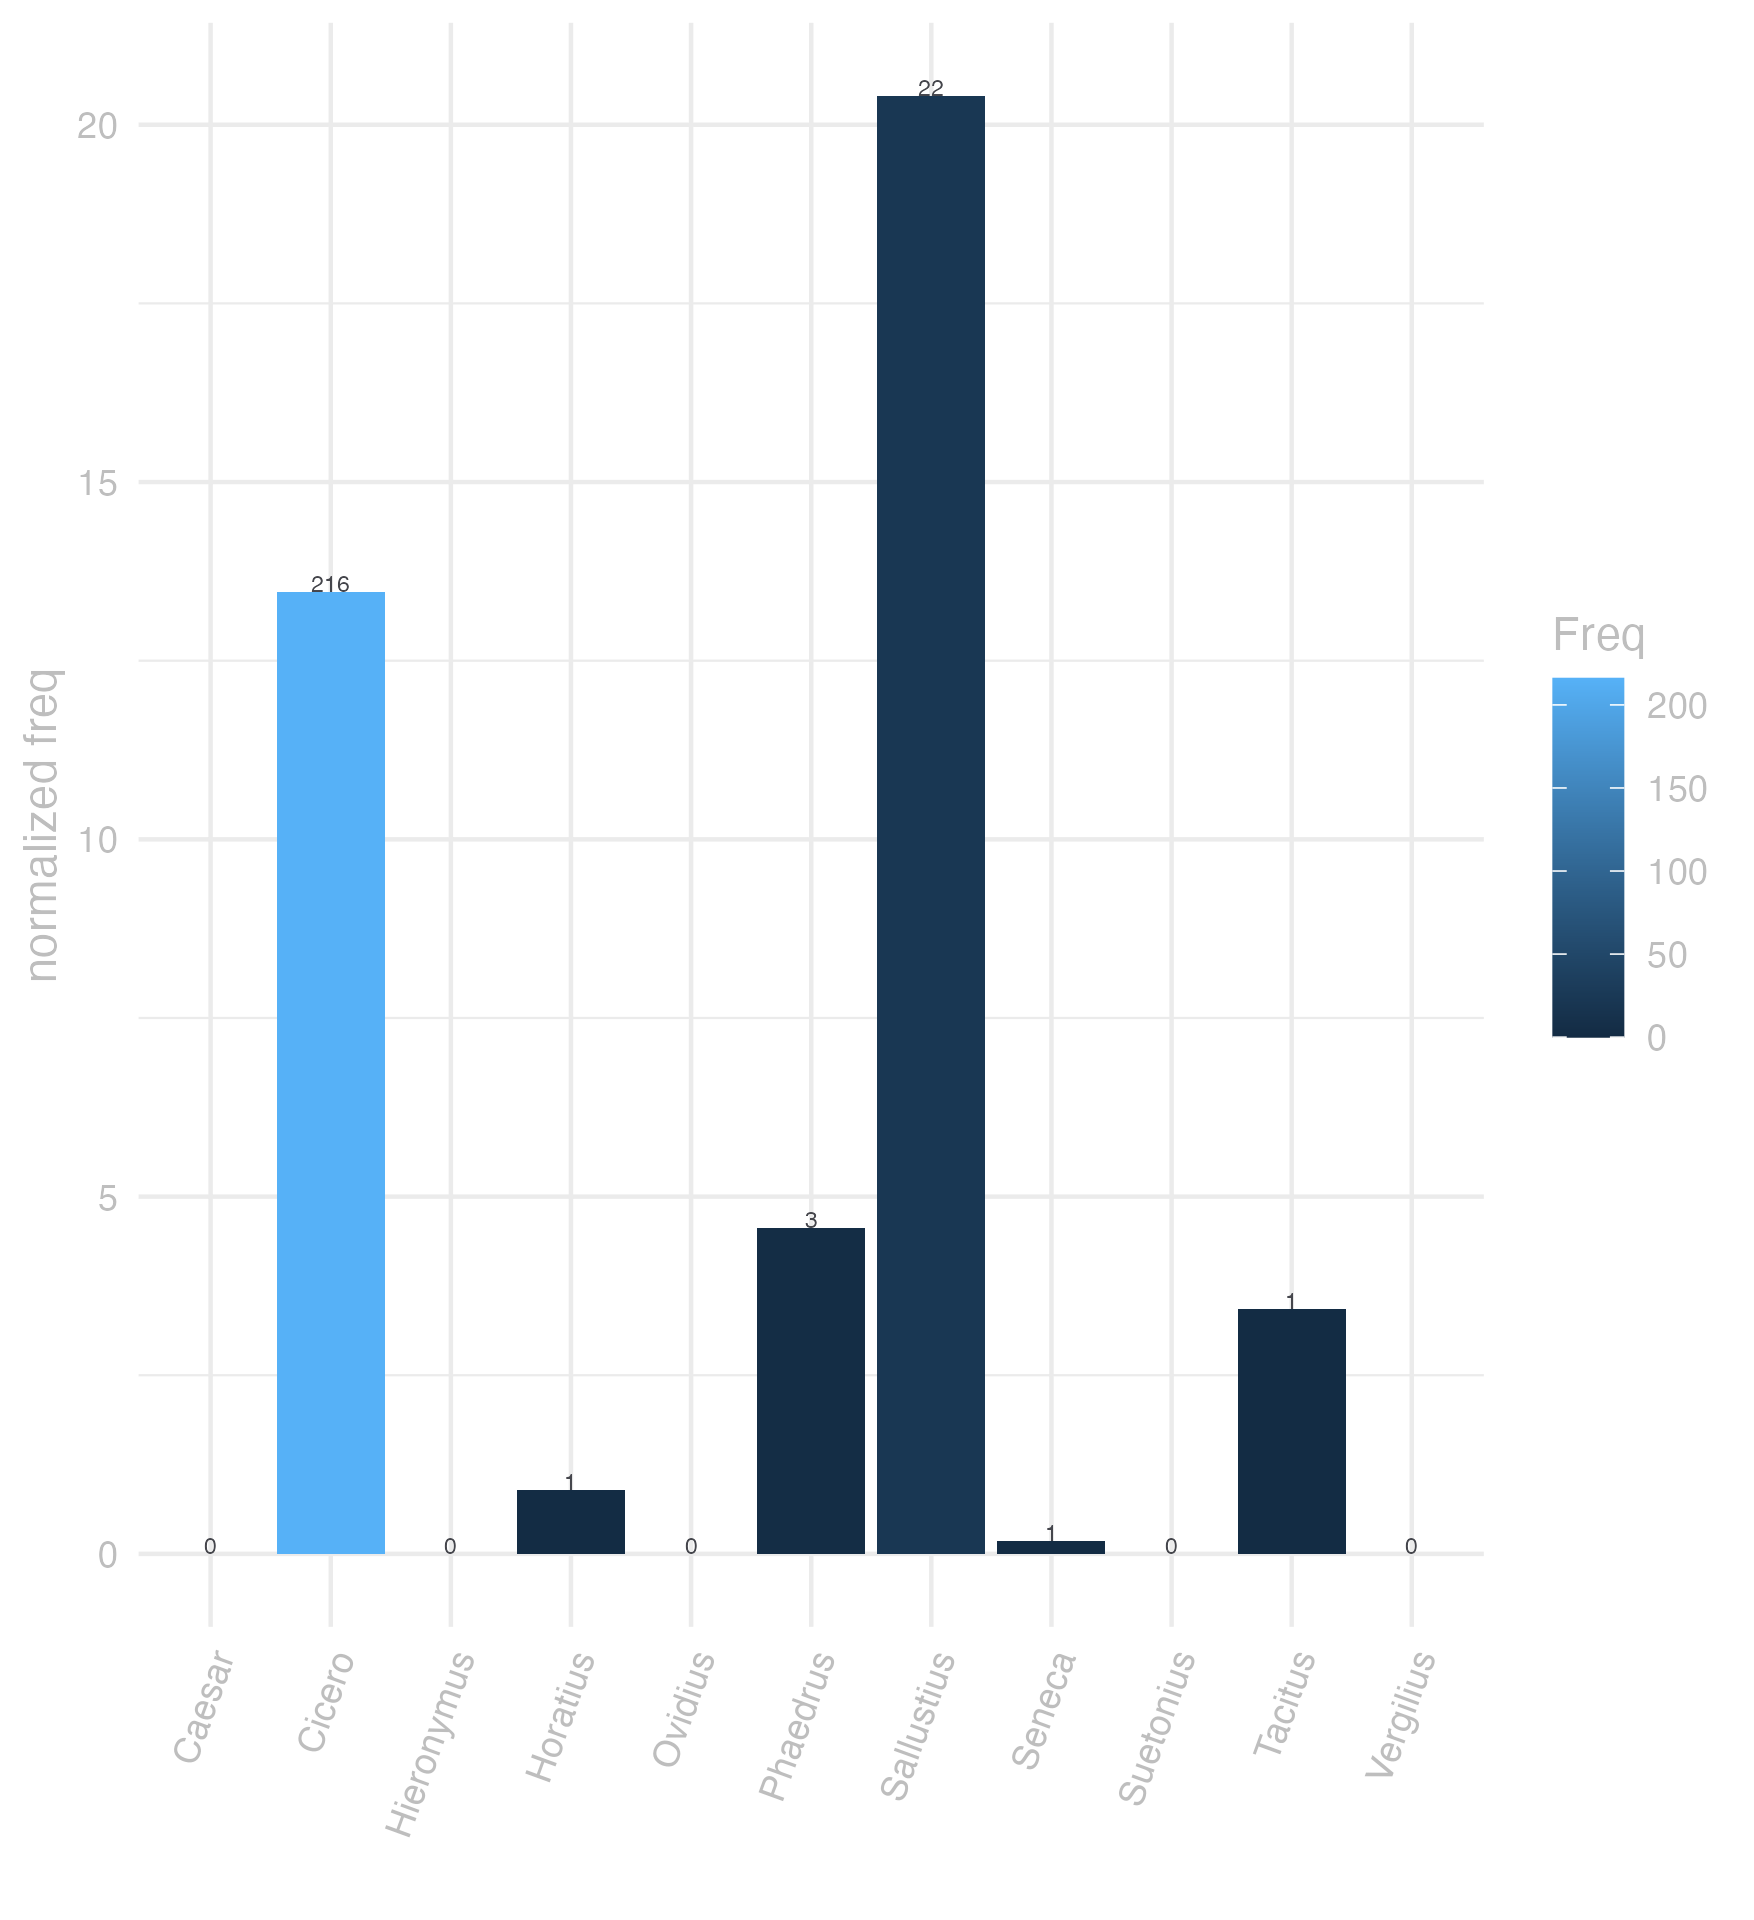 22
20
15
216
Freq
200
150
100
50
0
normalized freq
10
5
3
1
1
1
0
0
0
0
0
0
Caesar
Cicero
Hieronymus
Horatius
Ovidius
Phaedrus
Sallustius
Seneca
Suetonius
Tacitus
Vergilius